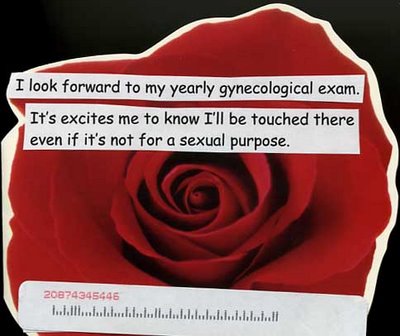 I look forward to my yearly gynecological exam.
It's excites me to know I'll be touched there
even if it's not for a sexual purpose.
20874345446